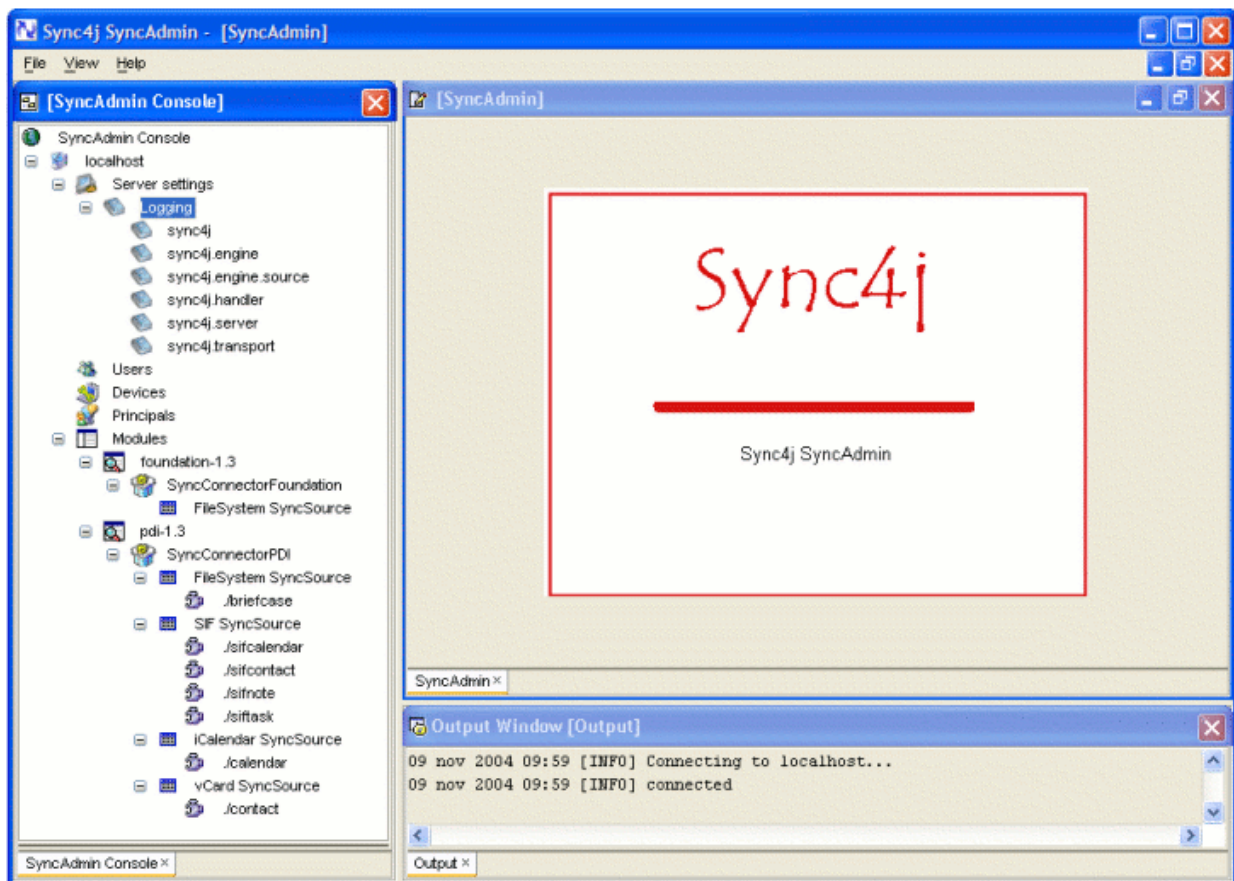 Sync4j SyncAdmin - [SyncAdmin]
File View Help
[SyncAdmin Console]
SyncAdmin Console
localhost
Server settings
Logging
sync4j
sync4j.engine
sync4j.engine.source
sync4j.handler
sync4j.server
sync4j.transport
Users
Devices
Principals
Modules
foundation-1.3
SyncConnectorFoundation
FileSystem SyncSource
pdi-1.3
SyncConnectorPDI
FileSystem SyncSource
./briefcase
SIF SyncSource
./sifcalendar
./sifcontact
./sifnote
./siftask
iCalendar SyncSource
./calendar
vCard SyncSource
./contact
SyncAdmin Console
[SyncAdmin]
Sync4j
Sync4j SyncAdmin
SyncAdmin
Output Window [Output]
09 nov 2004 09:59 [INFO] Connecting to localhost...
09 nov 2004 09:59 [INFO] connected
Output